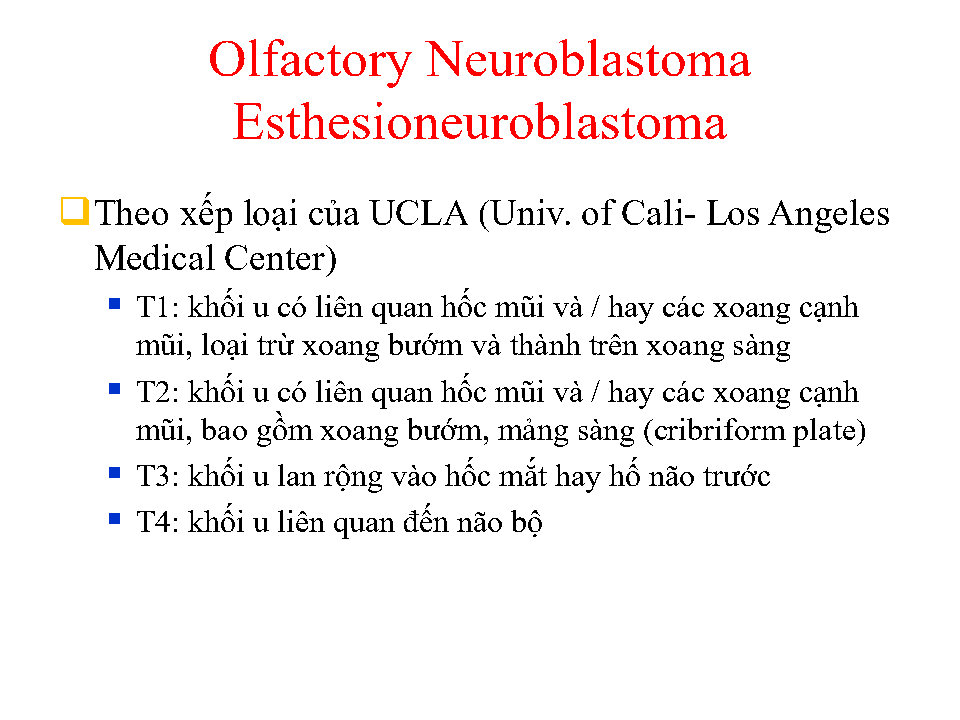 Olfactory Neuroblastoma
Esthesioneuroblastoma
Theo xếp loại của UCLA (Univ. of Cali- Los Angeles
Medical Center)
T1: khối u có liên quan hốc mũi và / hay các xoang cạnh
mũi, loại trừ xoang bướm và thành trên xoang sàng
T2: khối u có liên quan hốc mũi và / hay các xoang cạnh
mũi, bao gồm xoang bướm, mảng sàng (cribriform plate)
T3: khối u lan rộng vào hốc mắt hay hố não trước
T4: khối u liên quan đến não bộ